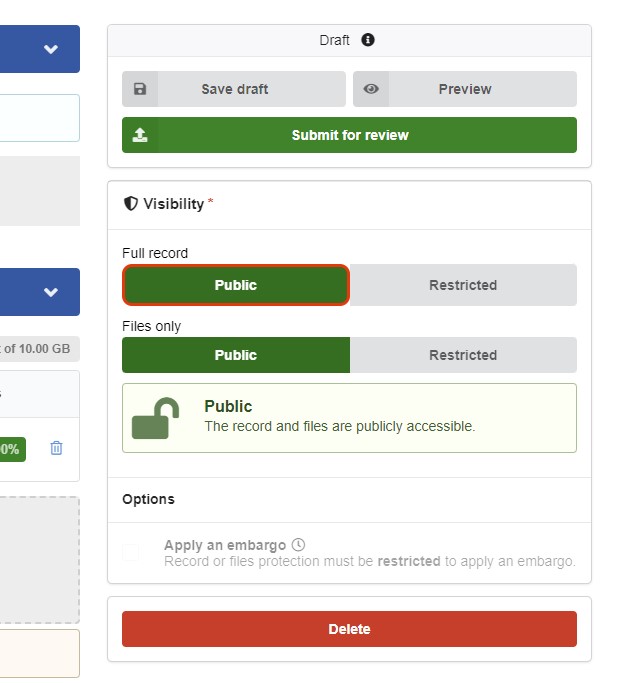 Draft
Save draft
Preview
Submit for review
Visibility *
Full record
Public
Restricted
Files only
Public
Restricted
of 10.00 GB
Public
The record and files are publicly accessible.
0%
Options
Apply an embargo
Record or files protection must be restricted to apply an embargo.
Delete